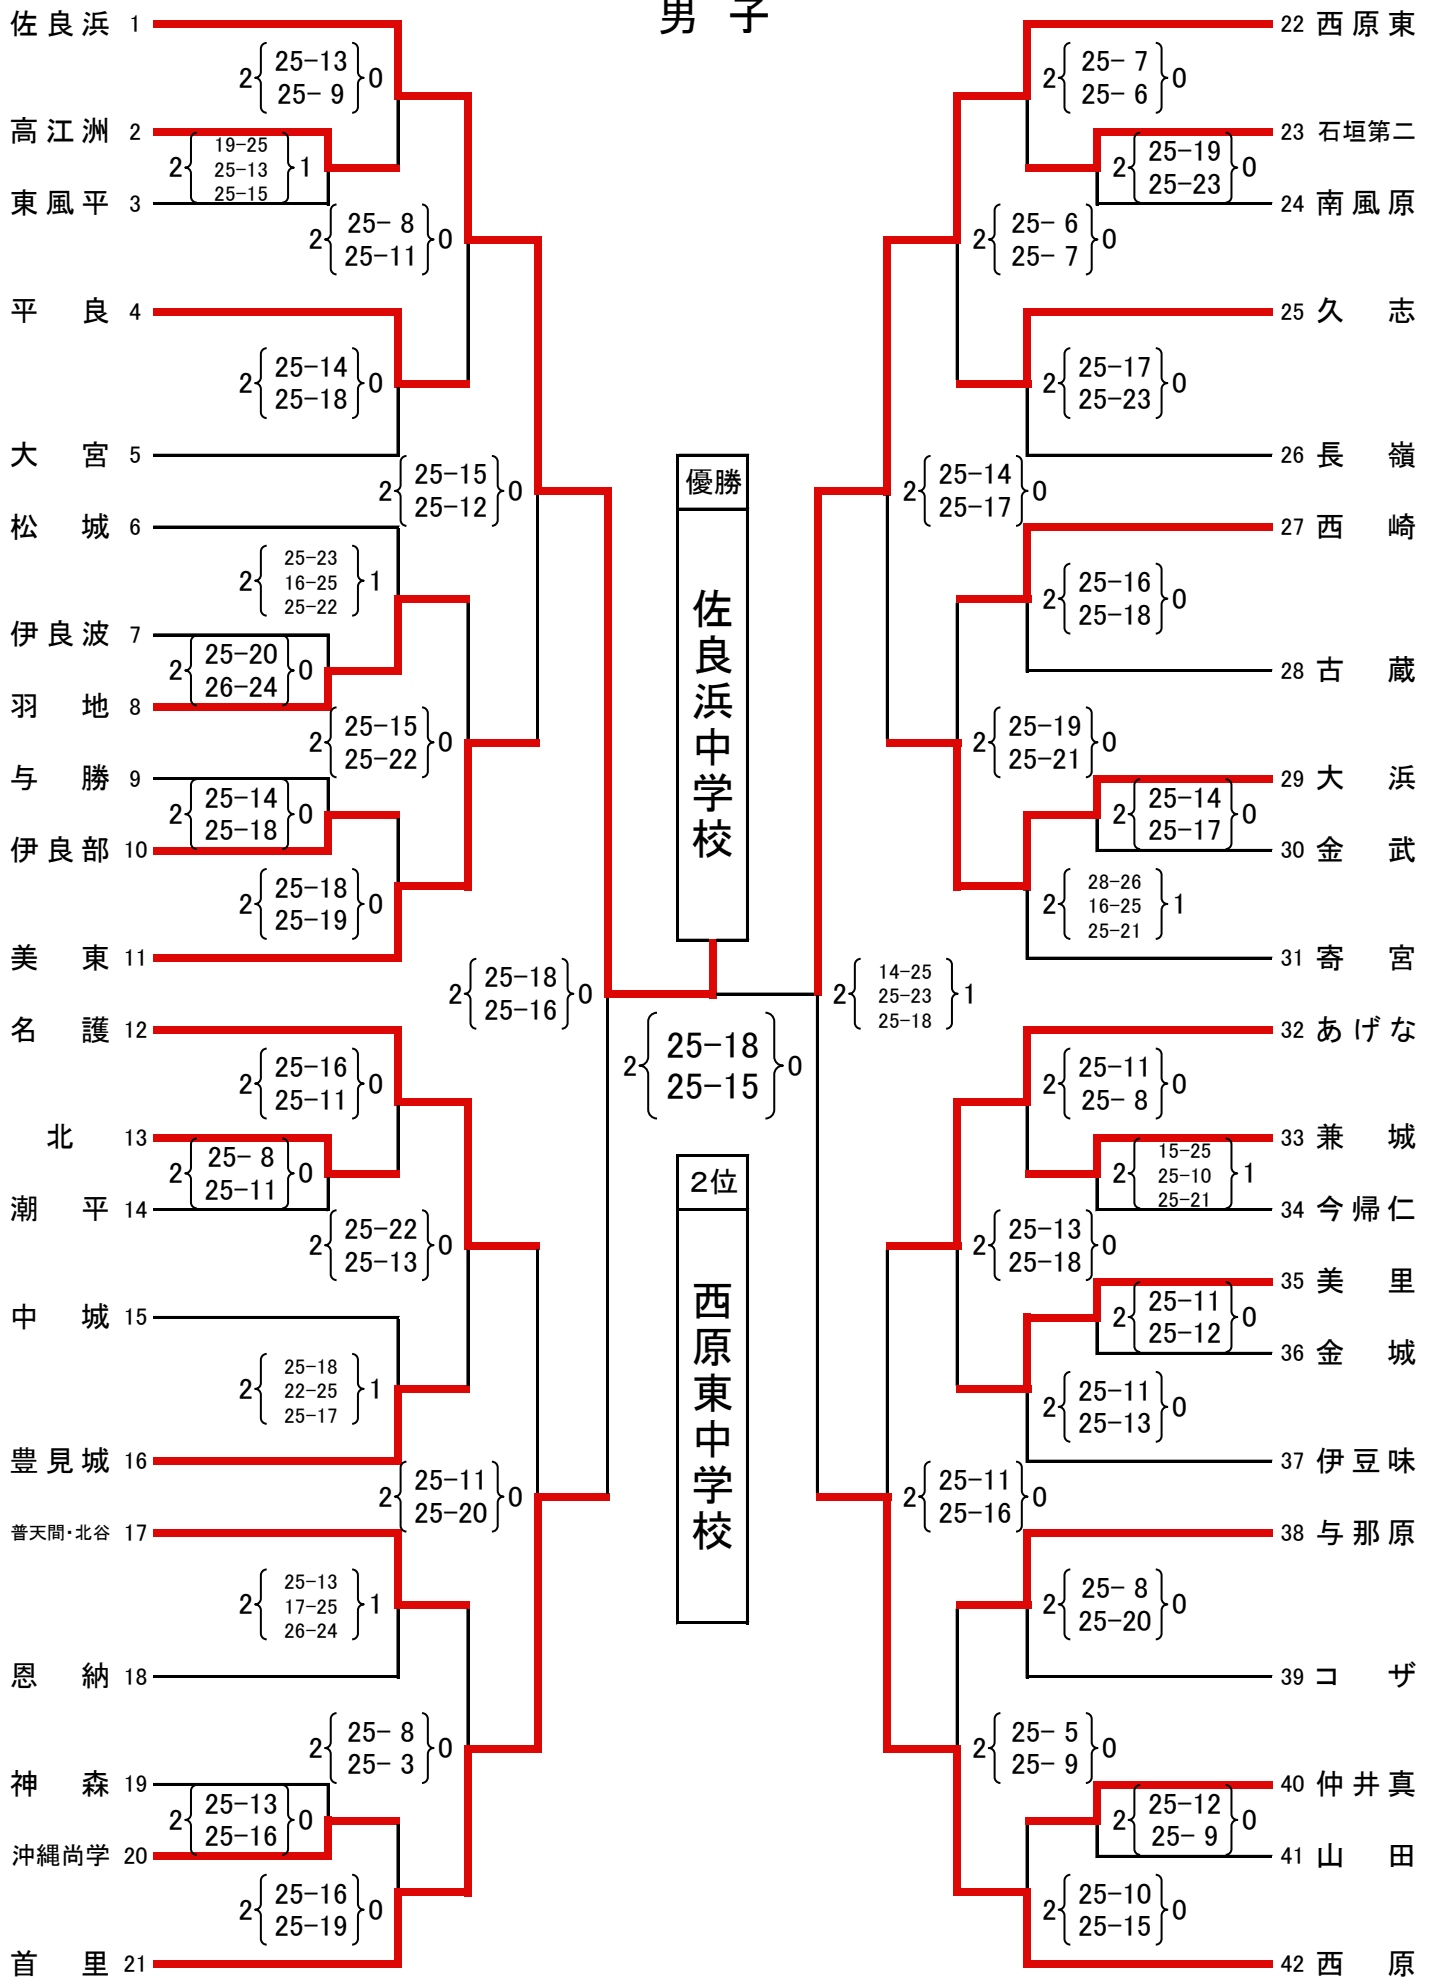 男子
佐良浜 1
2 25-13 0
25- 9
高江洲 2
2 19-25 1
25-13
25-15
東風平 3
2 25- 8 0
25-11
平良 4
2 25-14 0
25-18
大宮 5
2 25-15 0
25-12
松城 6
2 25-23 1
16-25
25-22
伊良波 7
2 25-20 0
26-24
羽地 8
2 25-15 0
25-22
与勝 9
2 25-14 0
25-18
伊良部 10
2 25-18 0
25-19
美東 11
2 25-18 0
25-16
名護 12
2 25-16 0
25-11
北 13
2 25- 8 0
25-11
潮平 14
2 25-22 0
25-13
中城 15
2 25-18 1
22-25
25-17
豊見城 16
2 25-11 0
25-20
普天間・北谷 17
2 25-13 1
17-25
26-24
恩納 18
2 25- 8 0
25- 3
神森 19
2 25-13 0
25-16
沖縄尚学 20
2 25-16 0
25-19
首里 21
優勝
佐良浜中学校
2 25-18 0
25-15
2位
西原東中学校
22 西原東
2 25- 7 0
25- 6
23 石垣第二
2 25-19 0
25-23
24 南風原
2 25- 6 0
25- 7
25 久志
2 25-17 0
25-23
26 長嶺
2 25-14 0
25-17
27 西崎
2 25-16 0
25-18
28 古蔵
2 25-19 0
25-21
29 大浜
2 25-14 0
25-17
30 金武
2 28-26 1
16-25
25-21
31 寄宮
2 14-25 1
25-23
25-18
32 あげな
2 25-11 0
25- 8
33 兼城
2 15-25 1
25-10
25-21
34 今帰仁
2 25-13 0
25-18
35 美里
2 25-11 0
25-12
36 金城
2 25-11 0
25-13
37 伊豆味
2 25-11 0
25-16
38 与那原
2 25- 8 0
25-20
39 コザ
2 25- 5 0
25- 9
40 仲井真
2 25-12 0
25- 9
41 山田
2 25-10 0
25-15
42 西原